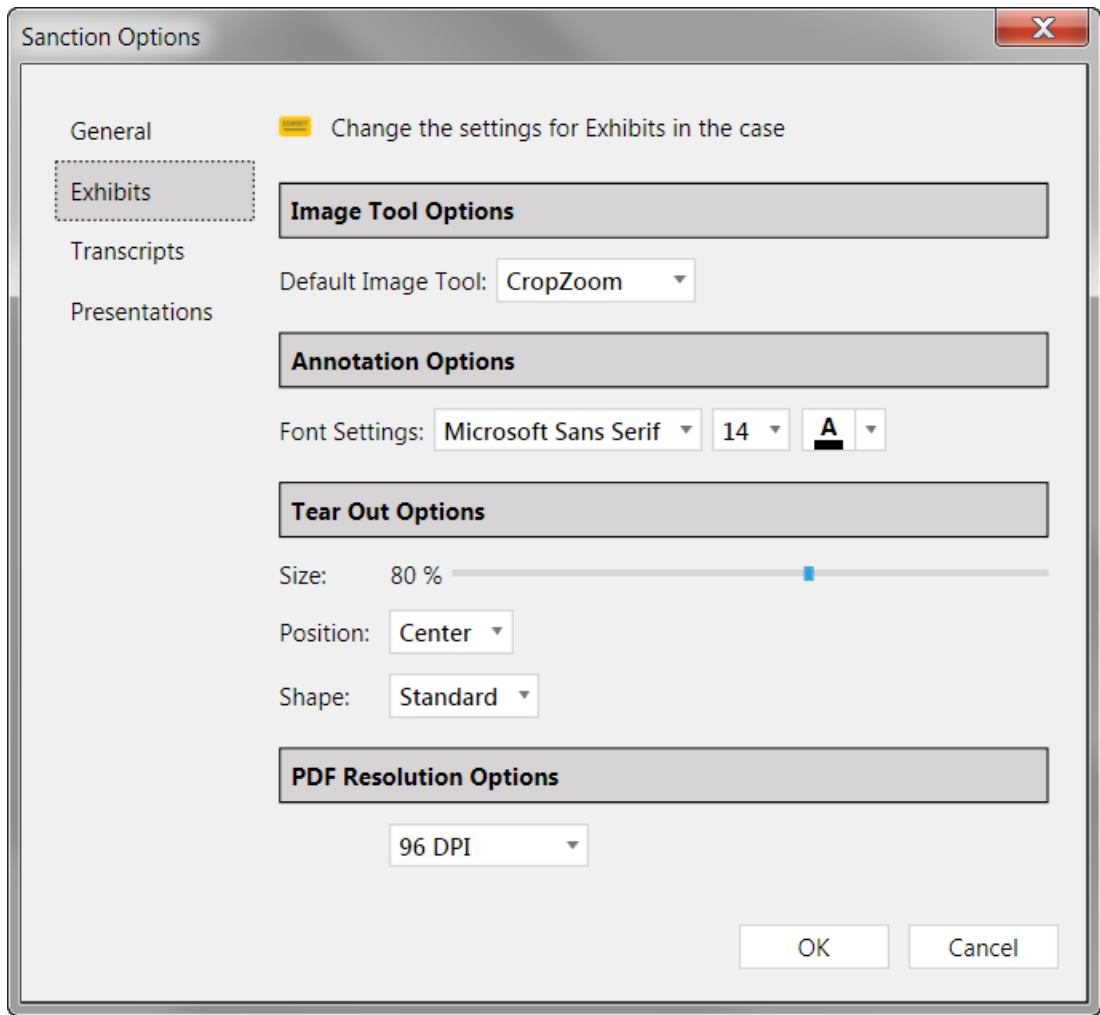 Sanction Options
X
General
Exhibits
Transcripts
Presentations
EXHIBIT
Change the settings for Exhibits in the case
Image Tool Options
Default Image Tool: CropZoom
Annotation Options
Font Settings: Microsoft Sans Serif 14 A
Tear Out Options
Size: 80 %
Position: Center
Shape: Standard
PDF Resolution Options
96 DPI
OK Cancel